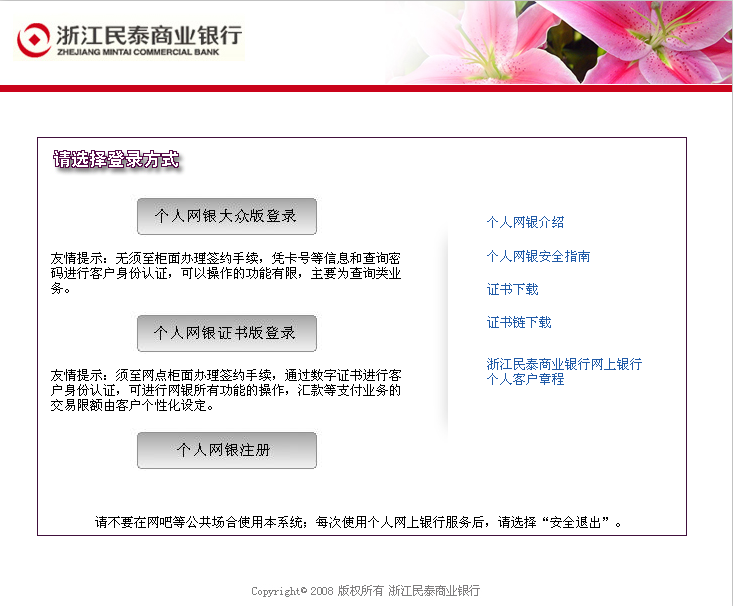 浙江民泰商业银行
ZHEJIANG MINTAI COMMERCIAL BANK
请选择登录方式
个人网银大众版登录
友情提示：无须至柜面办理签约手续，凭卡号等信息和查询密
码进行客户身份认证，可以操作的功能有限，主要为查询类业
务。
个人网银证书版登录
友情提示：须至网点柜面办理签约手续，通过数字证书进行客
户身份认证，可进行网银所有功能的操作，汇款等支付业务的
交易限额由客户个性化设定。
个人网银注册
个人网银介绍
个人网银安全指南
证书下载
证书链下载
浙江民泰商业银行网上银行
个人客户章程
请不要在网吧等公共场合使用本系统；每次使用个人网上银行服务后，请选择“安全退出”。
Copyright© 2008 版权所有 浙江民泰商业银行